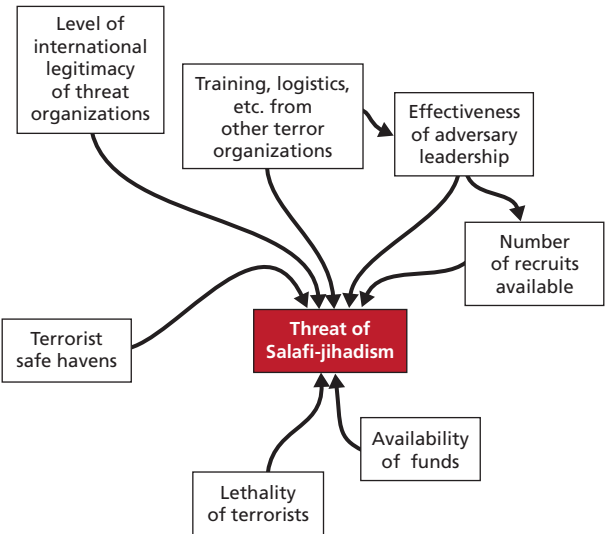 Level of
international
legitimacy
of threat
organizations
Training, logistics,
etc. from
other terror
organizations
Effectiveness
of adversary
leadership
Number
of recruits
available
Threat of
Salafi-jihadism
Terrorist
safe havens
Availability
of funds
Lethality
of terrorists